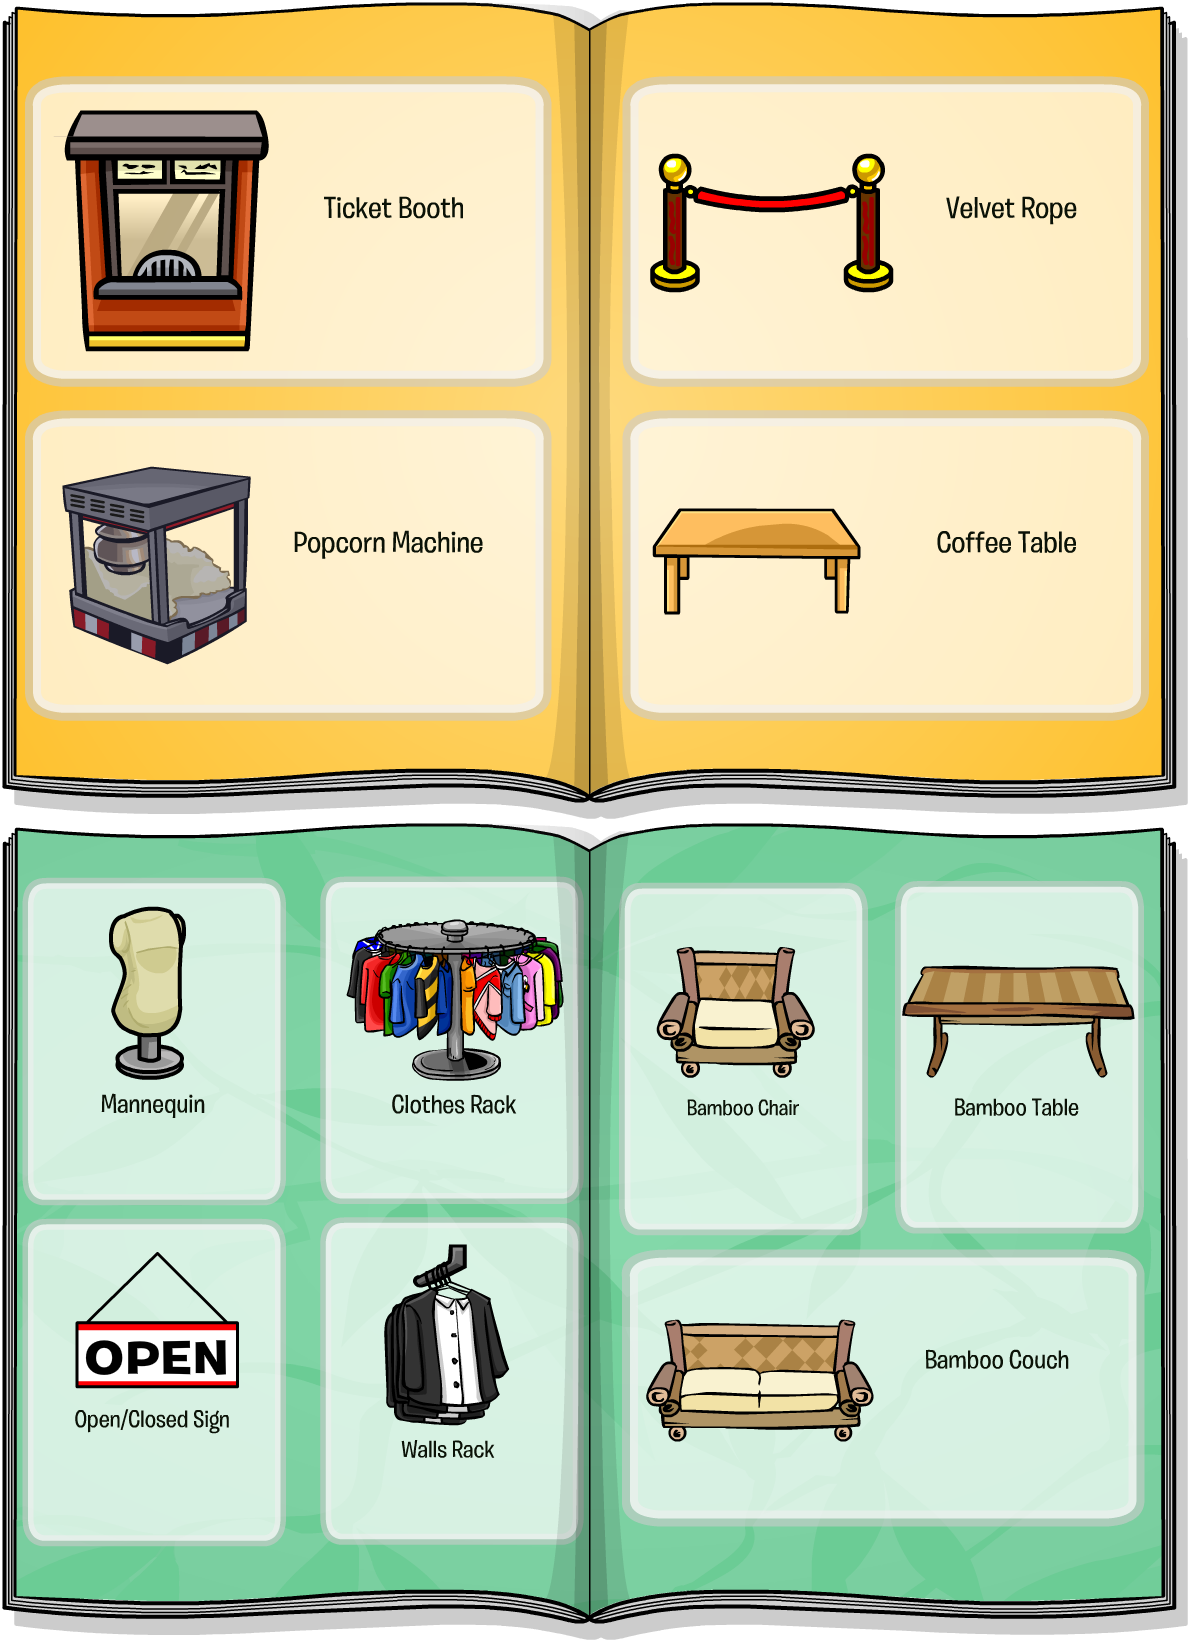 Ticket Booth
Velvet Rope
Popcorn Machine
Coffee Table
Mannequin
Clothes Rack
Bamboo Chair
Bamboo Table
OPEN
Open/Closed Sign
Walls Rack
Bamboo Couch